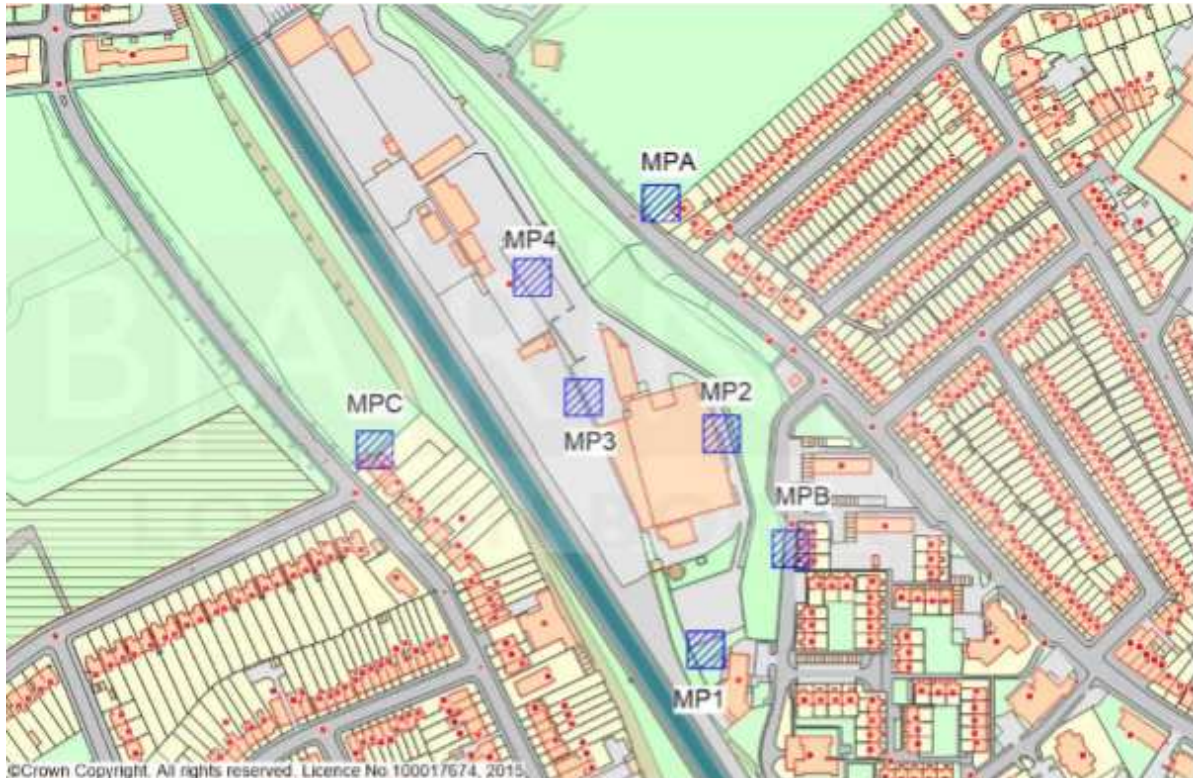 MPA
MP4
MPC
MP2
MP3
MPB
MP1
©Crown Copyright. All rights reserved. Licence No 100017674, 2015